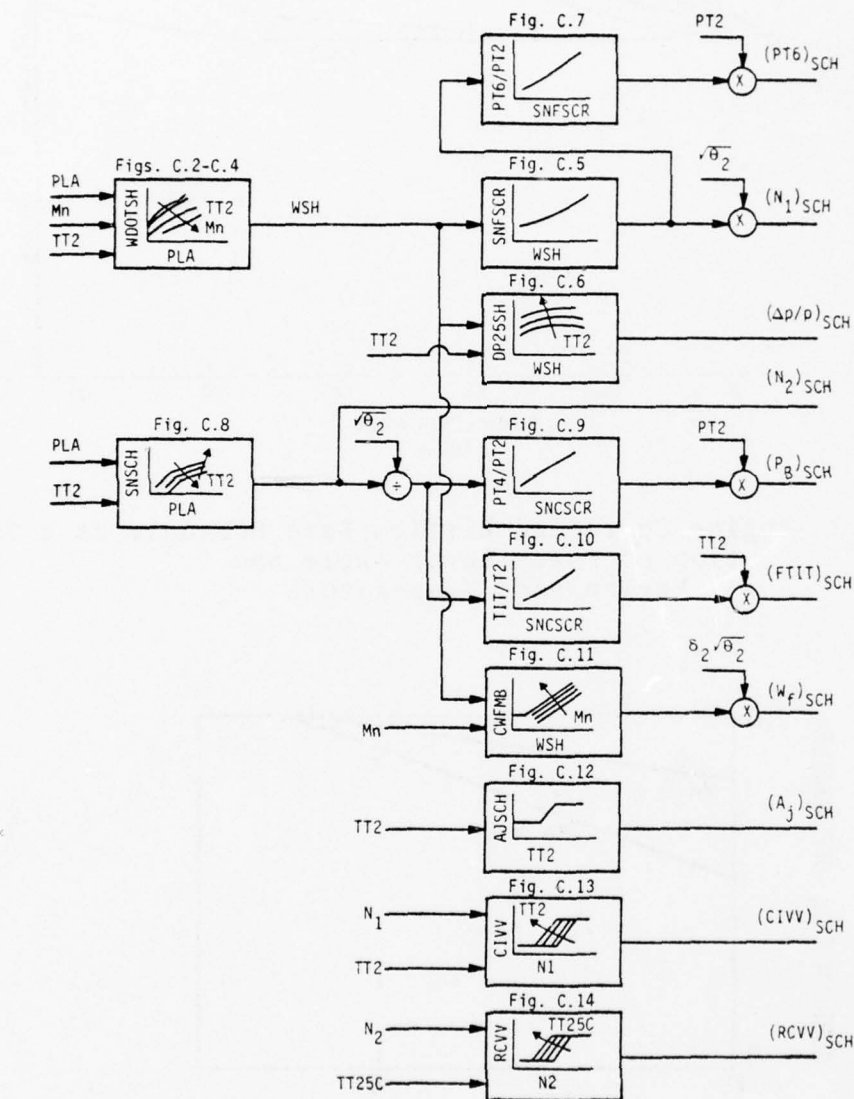 Fig. C.7
PT2
PT6/PT2
SNFSCR
X
(PT6)SCH
Figs. C.2-C.4
PLA
Mn
TT2
WDOTSH
TT2
Mn
PLA
WSH
Fig. C.5
SNFSCR
WSH
√θ2
X
(N1)SCH
Fig. C.6
TT2
DP25SH
TT2
WSH
(Δp/p)SCH
(N2)SCH
Fig. C.8
PLA
TT2
SNSCH
TT2
PLA
√θ2
÷
Fig. C.9
PT4/PT2
SNCSCR
PT2
X
(PB)SCH
Fig. C.10
TIT/T2
SNCSCR
TT2
X
(FTIT)SCH
Fig. C.11
Mn
CWFMB
Mn
WSH
δ2√θ2
X
(Wf)SCH
Fig. C.12
TT2
AJSCH
TT2
(Aj)SCH
Fig. C.13
N1
TT2
CIVV
TT2
N1
(CIVV)SCH
Fig. C.14
N2
TT25C
RCVV
TT25C
N2
(RCVV)SCH